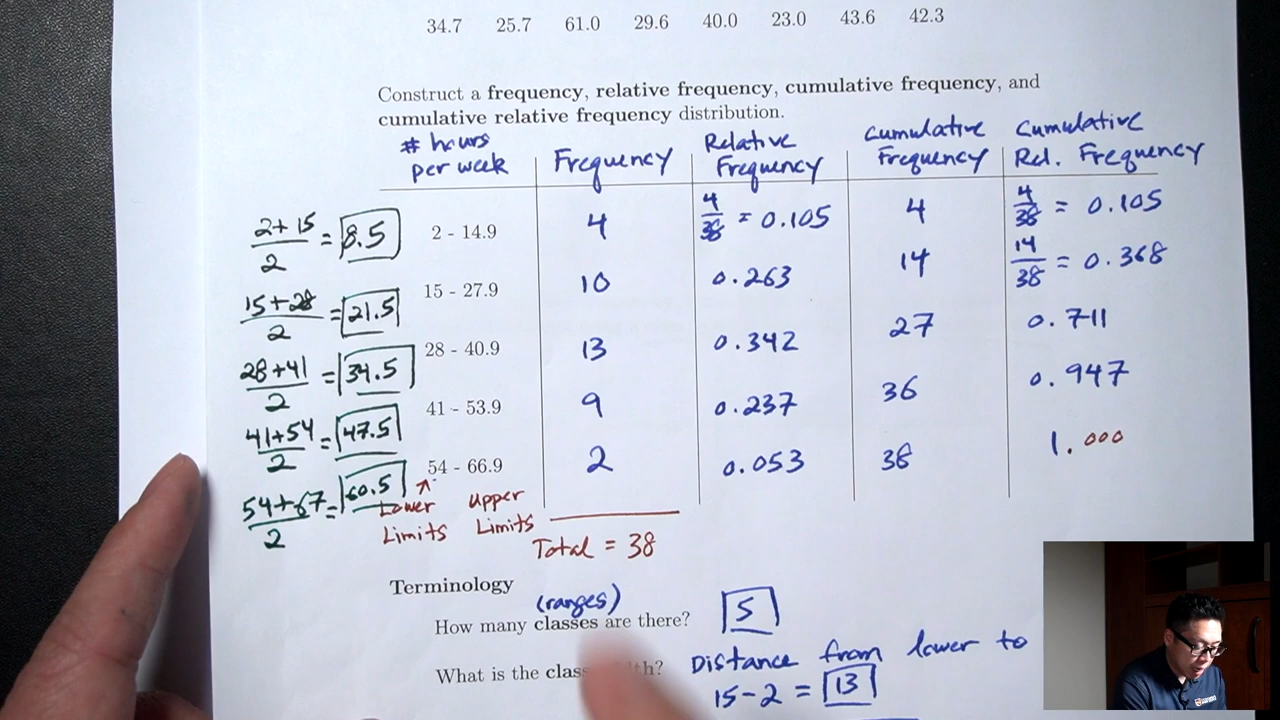 34.7 25.7 61.0 29.6 40.0 23.0 43.6 42.3
Construct a frequency, relative frequency, cumulative frequency, and
cumulative relative frequency distribution.
# hours per week Frequency Relative Frequency Cumulative Frequency Cumulative Rel. Frequency
2+15/2 = 8.5 2 - 14.9 4 4/38 = 0.105 4 4/38 = 0.105
15+28/2 = 21.5 15 - 27.9 10 0.263 14 14/38 = 0.368
28+41/2 = 34.5 28 - 40.9 13 0.342 27 0.711
41+54/2 = 47.5 41 - 53.9 9 0.237 36 0.947
54+67/2 = 60.5 54 - 66.9 2 0.053 38 1.000
Lower Limits Upper Limits
Total = 38
Terminology
(ranges)
How many classes are there? 5
What is the clas th? Distance from lower to
15-2 = 13